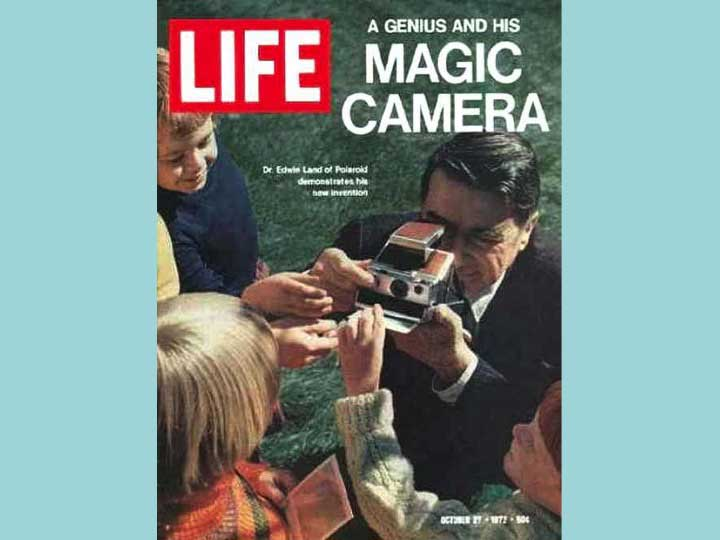 LIFE
A GENIUS AND HIS
MAGIC
CAMERA
Dr. Edwin Land of Polaroid
demonstrates his
new invention
OCTOBER 27 • 1972 • 50¢